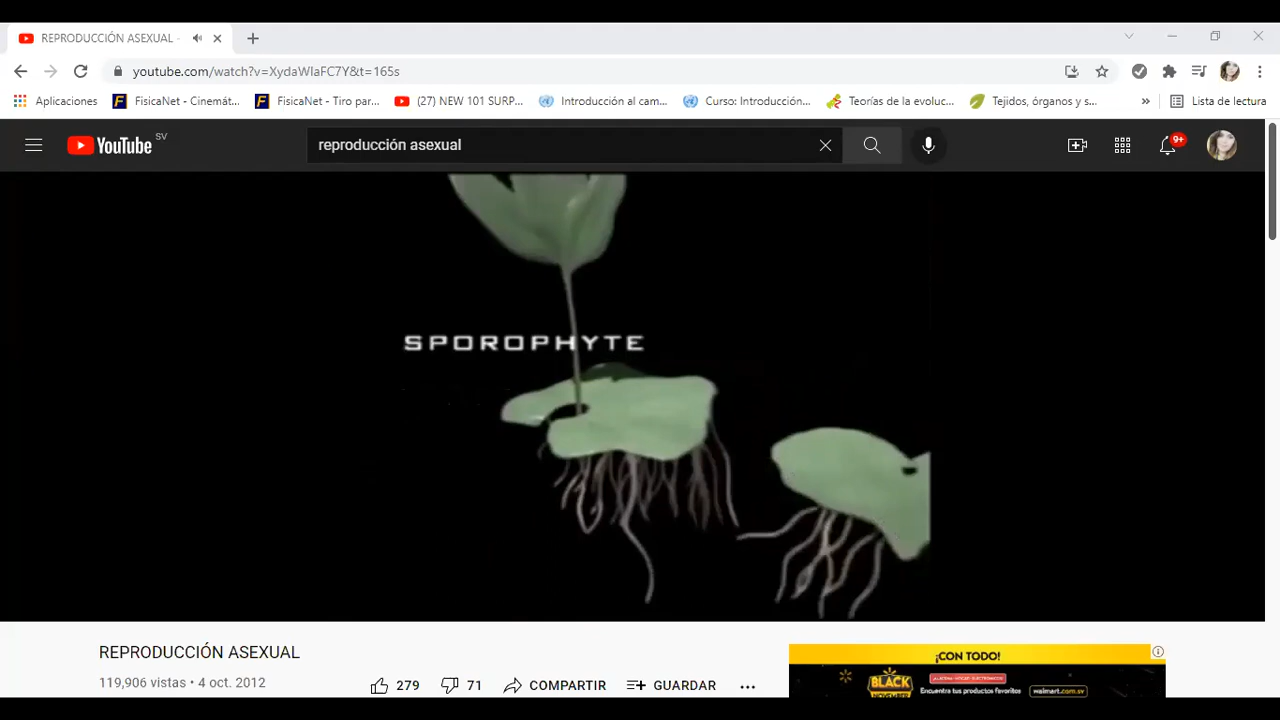 REPRODUCCIÓN ASEXUAL -
youtube.com/watch?v=XydaWIaFC7Y&t=165s
Aplicaciones
FisicaNet - Cinemát...
FisicaNet - Tiro par...
(27) NEW 101 SURP...
Introducción al cam...
Curso: Introducción...
Teorías de la evoluc...
Tejidos, órganos y s...
»
Lista de lectura
YouTube SV
reproducción asexual
9+
SPOROPHYTE
REPRODUCCIÓN ASEXUAL
119,900 vistas 4 oct. 2012
279
71
COMPARTIR
GUARDAR
...
¡CON TODO!
BLACK
NOVEMBER
Encuentra tus productos favoritos
walmart.com.sv